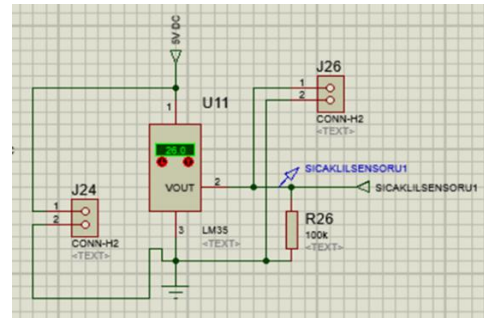 5V DC
J26
1
2
CONN-H2
<TEXT>
U11
1
26.0
VOUT
2
3
LM35
<TEXT>
SICAKLILSENSORU1
SICAKLILSENSORU1
J24
1
2
CONN-H2
<TEXT>
R26
100k
<TEXT>